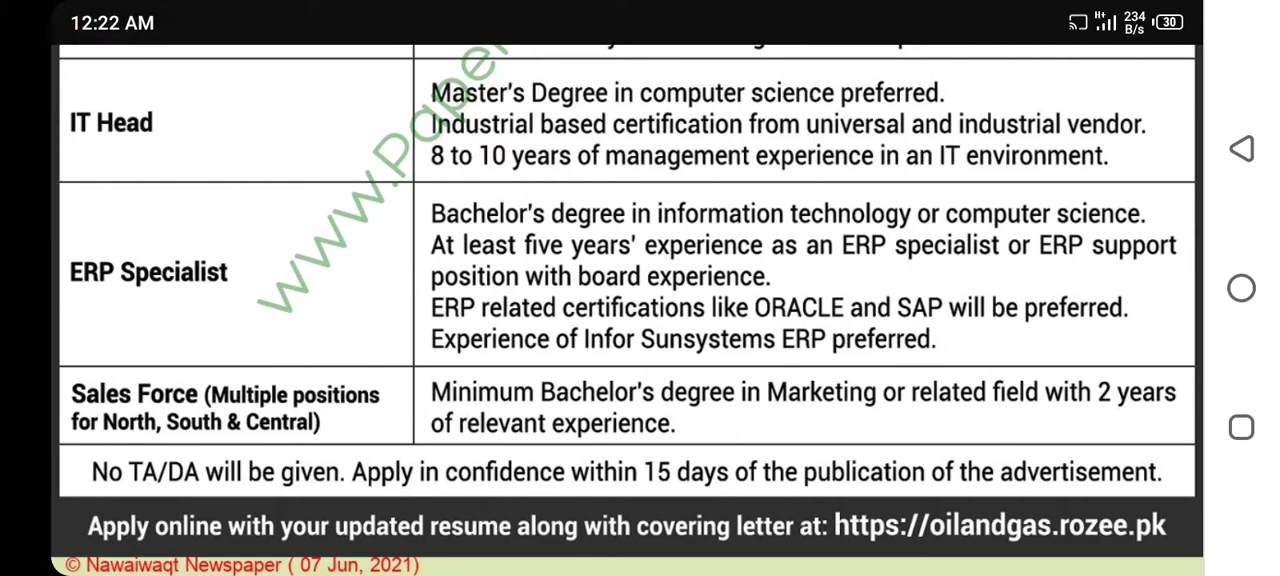 12:22 AM
H+
234
B/s
30
IT Head
Master's Degree in computer science preferred.
Industrial based certification from universal and industrial vendor.
8 to 10 years of management experience in an IT environment.
ERP Specialist
Bachelor's degree in information technology or computer science.
At least five years' experience as an ERP specialist or ERP support
position with board experience.
ERP related certifications like ORACLE and SAP will be preferred.
Experience of Infor Sunsystems ERP preferred.
Sales Force (Multiple positions
for North, South & Central)
Minimum Bachelor's degree in Marketing or related field with 2 years
of relevant experience.
www.Paper
No TA/DA will be given. Apply in confidence within 15 days of the publication of the advertisement.
Apply online with your updated resume along with covering letter at: https://oilandgas.rozee.pk
© Nawaiwaqt Newspaper ( 07 Jun, 2021)